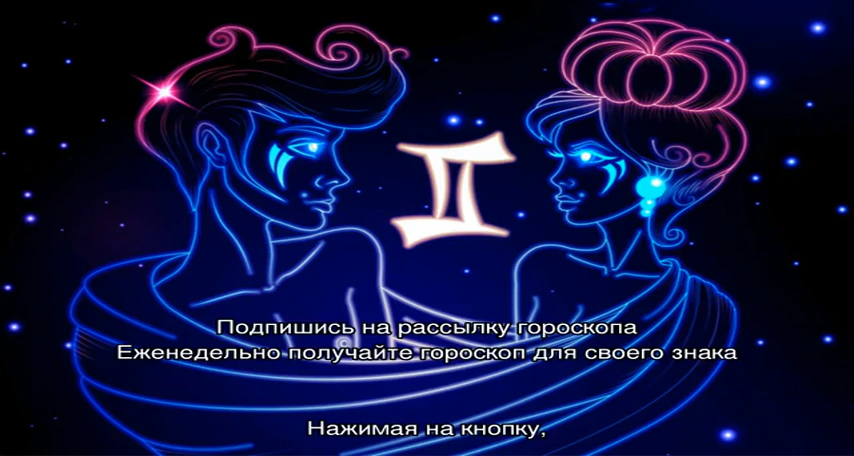 Подпишись на рассылку гороскопа
Еженедельно получайте гороскоп для своего знака
Нажимая на кнопку,